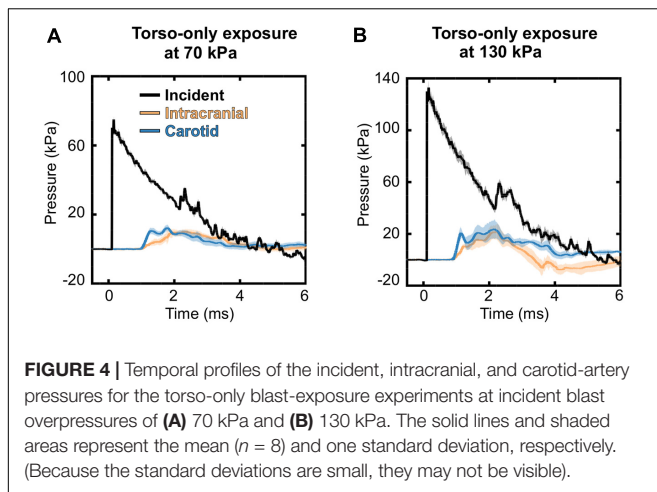 A
Torso-only exposure
at 70 kPa
100
60
20
-20
Pressure (kPa)
Incident
Intracranial
Carotid
0
2
4
6
Time (ms)
B
Torso-only exposure
at 130 kPa
140
100
60
20
-20
Pressure (kPa)
0
2
4
6
Time (ms)
FIGURE 4 | Temporal profiles of the incident, intracranial, and carotid-artery
pressures for the torso-only blast-exposure experiments at incident blast
overpressures of (A) 70 kPa and (B) 130 kPa. The solid lines and shaded
areas represent the mean (n = 8) and one standard deviation, respectively.
(Because the standard deviations are small, they may not be visible).